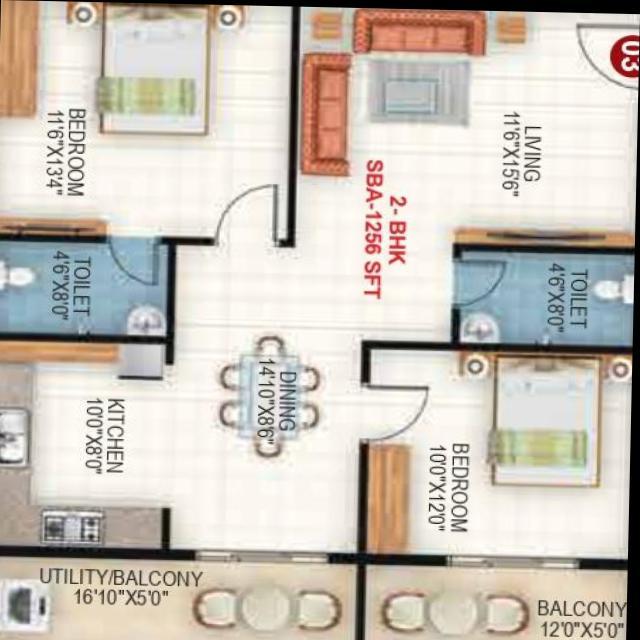 03
BEDROOM
11'6"X13'4"
LIVING
11'6"X15'6"
2- BHK
SBA-1256 SFT
TOILET
4'6"X8'0"
TOILET
4'6"X8'0"
DINING
14'10"X8'6"
KITCHEN
10'0"X8'0"
BEDROOM
10'0"X12'0"
UTILITY/BALCONY
16'10"X5'0"
BALCONY
12'0"X5'0"